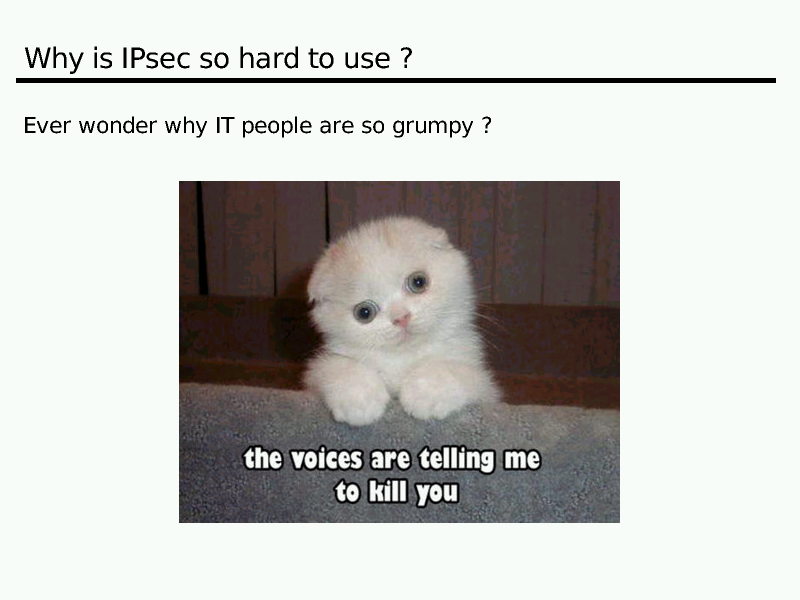 Why is IPsec so hard to use ?
Ever wonder why IT people are so grumpy ?
the voices are telling me
to kill you